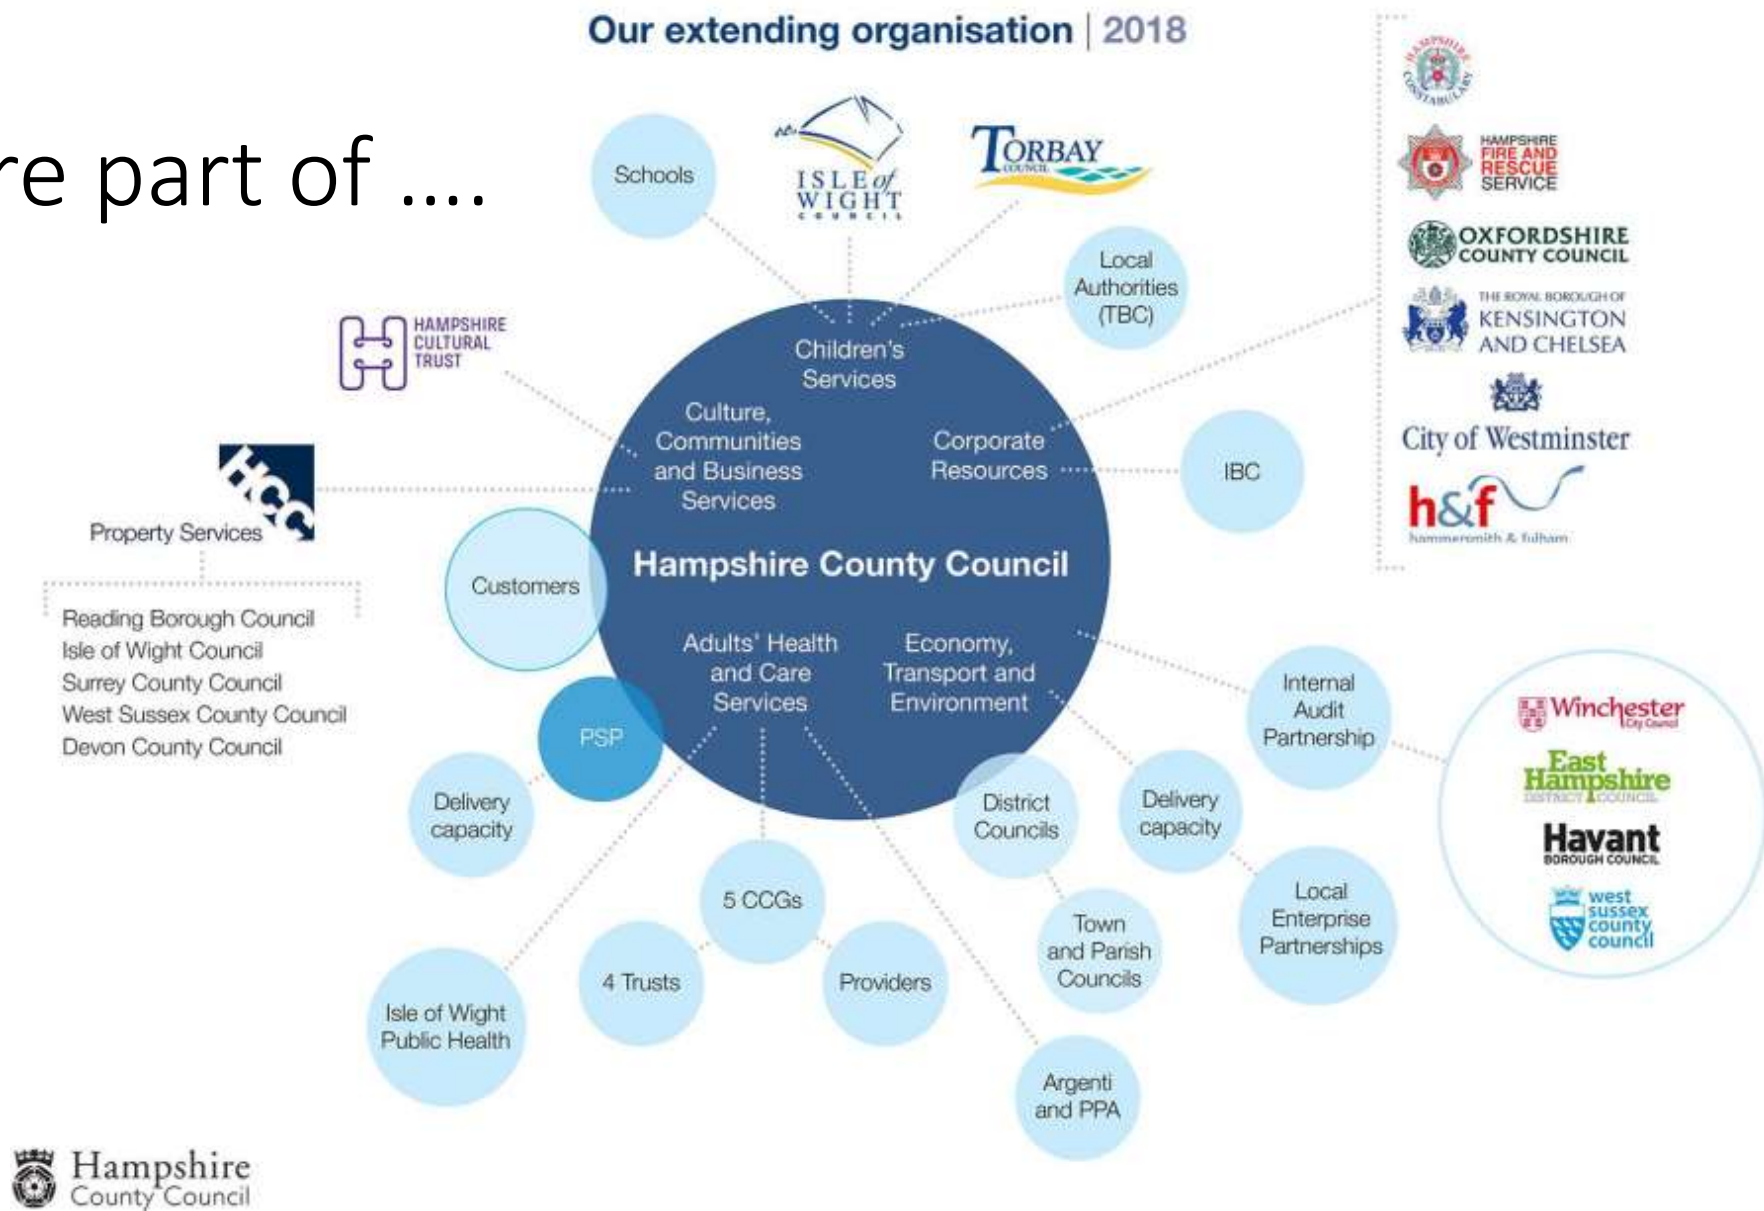 Our extending organisation | 2018
re part of ....
Schools
ISLE of
WIGHT
COUNCIL
TORBAY
COUNCIL
Local
Authorities
(TBC)
HAMPSHIRE
CONSTABULARY
HAMPSHIRE
FIRE AND
RESCUE
SERVICE
OXFORDSHIRE
COUNTY COUNCIL
THE ROYAL BOROUGH OF
KENSINGTON
AND CHELSEA
City of Westminster
h&f
hammersmith & fulham
HAMPSHIRE
CULTURAL
TRUST
Children's
Services
Culture,
Communities
and Business
Services
Corporate
Resources
IBC
HCC
Property Services
Reading Borough Council
Isle of Wight Council
Surrey County Council
West Sussex County Council
Devon County Council
Customers
Hampshire County Council
Adults' Health
and Care
Services
Economy,
Transport and
Environment
PSP
Delivery
capacity
Internal
Audit
Partnership
Winchester
City Council
East
Hampshire
DISTRICT COUNCIL
Havant
BOROUGH COUNCIL
west
sussex
county
council
District
Councils
Delivery
capacity
5 CCGs
4 Trusts
Providers
Town
and Parish
Councils
Local
Enterprise
Partnerships
Isle of Wight
Public Health
Argenti
and PPA
Hampshire
County Council